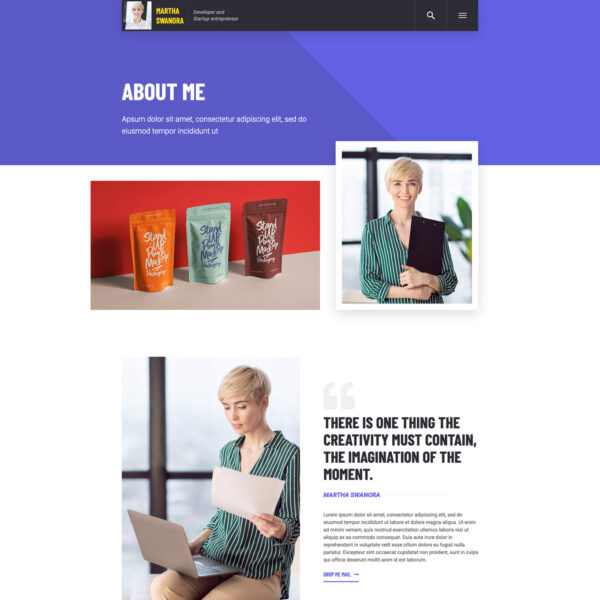 MARTHA
SWANORA
Developer and
Startup entrepreneur
ABOUT ME
Apsum dolor sit amet, consectetur adipiscing elit, sed do
eiusmod tempor incididunt ut
Stand
Up
Pouch
MockUp
Packaging
Stand
Up
Pouch
MockUp
Packaging
Stand
Up
Pouch
MockUp
Packaging
THERE IS ONE THING THE
CREATIVITY MUST CONTAIN,
THE IMAGINATION OF THE
MOMENT.
MARTHA SWANORA
Lorem ipsum dolor sit amet, consectetur adipiscing elit, sed do
eiusmod tempor incididunt ut labore et dolore magna aliqua. Ut
enim ad minim veniam, quis nostrud exercitation ullamco laboris nisi ut
aliquip ex ea commodo consequat. Duis aute irure dolor in
reprehenderit in voluptate velit esse cillum dolore eu fugiat nulla
pariatur. Excepteur sint occaecat cupidatat non proident, sunt in culpa
qui officia deserunt mollit anim id est laborum.
DROP ME MAIL →